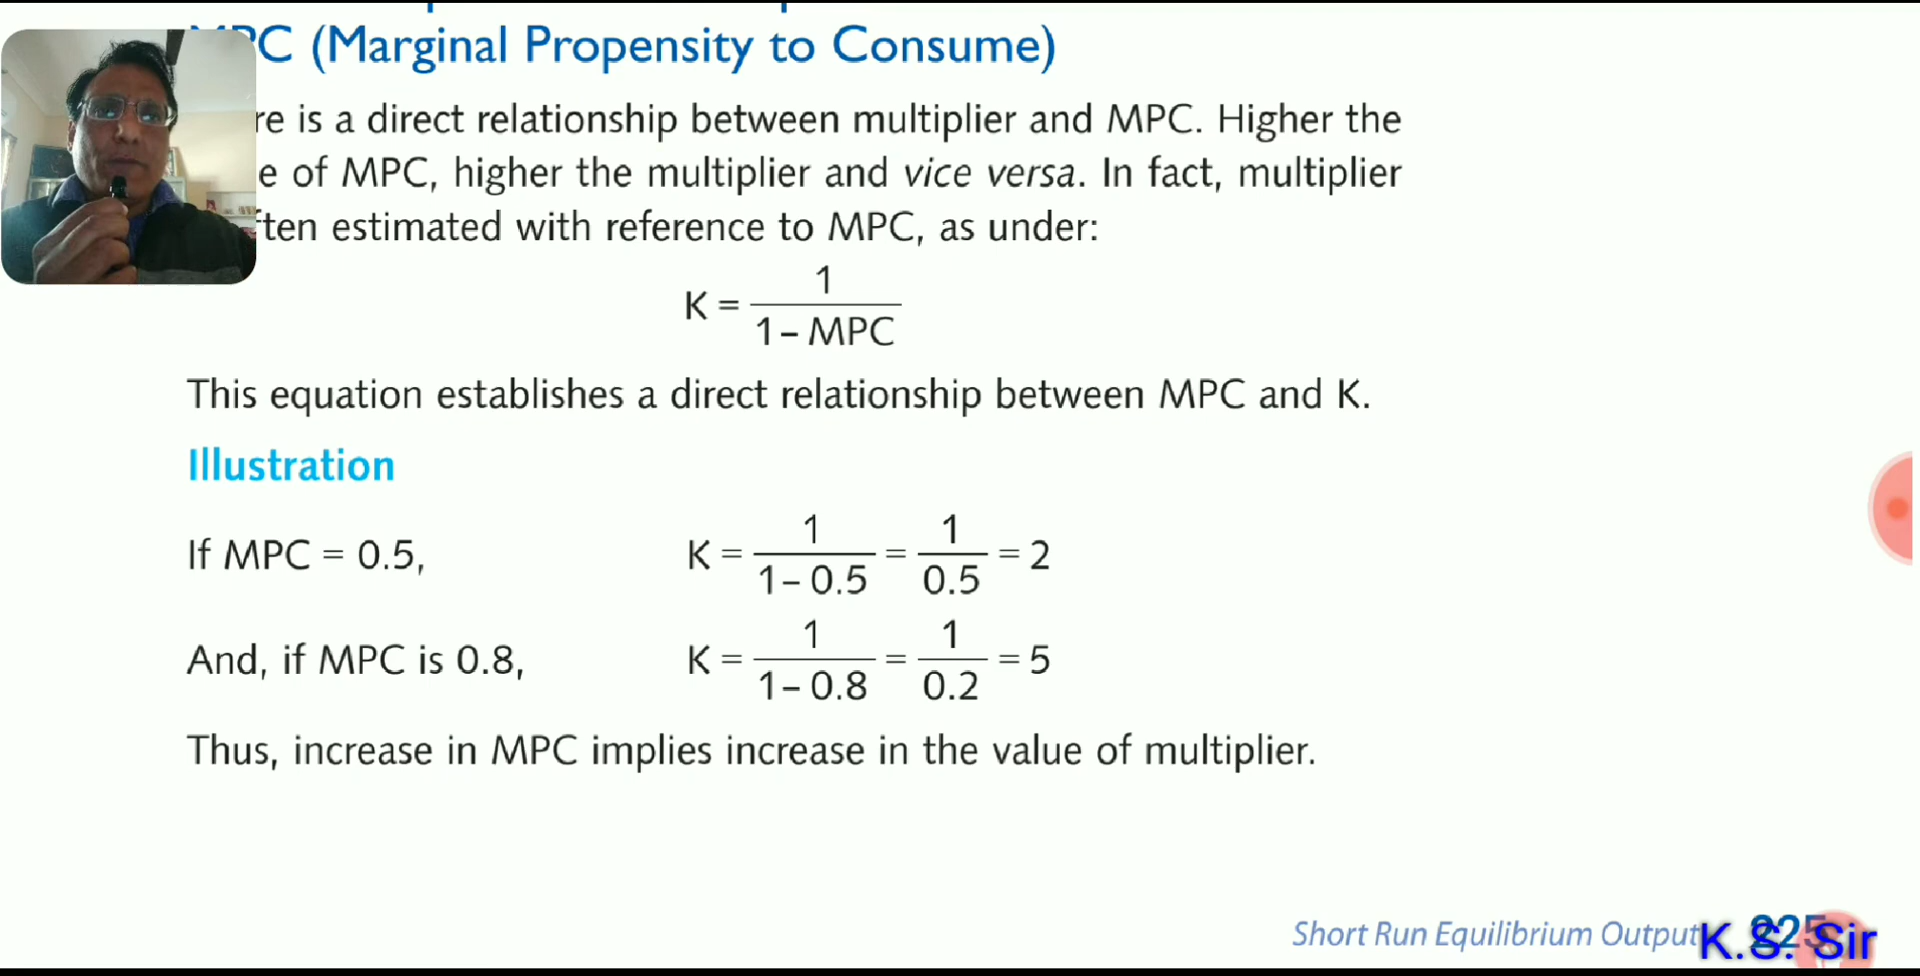 C (Marginal Propensity to Consume)
re is a direct relationship between multiplier and MPC. Higher the
e of MPC, higher the multiplier and vice versa. In fact, multiplier
ften estimated with reference to MPC, as under:
K = 1 / 1 – MPC
This equation establishes a direct relationship between MPC and K.
Illustration
If MPC = 0.5, K = 1 / 1 – 0.5 = 1 / 0.5 = 2
And, if MPC is 0.8, K = 1 / 1 – 0.8 = 1 / 0.2 = 5
Thus, increase in MPC implies increase in the value of multiplier.
Short Run Equilibrium Output 225
K.S. Sir